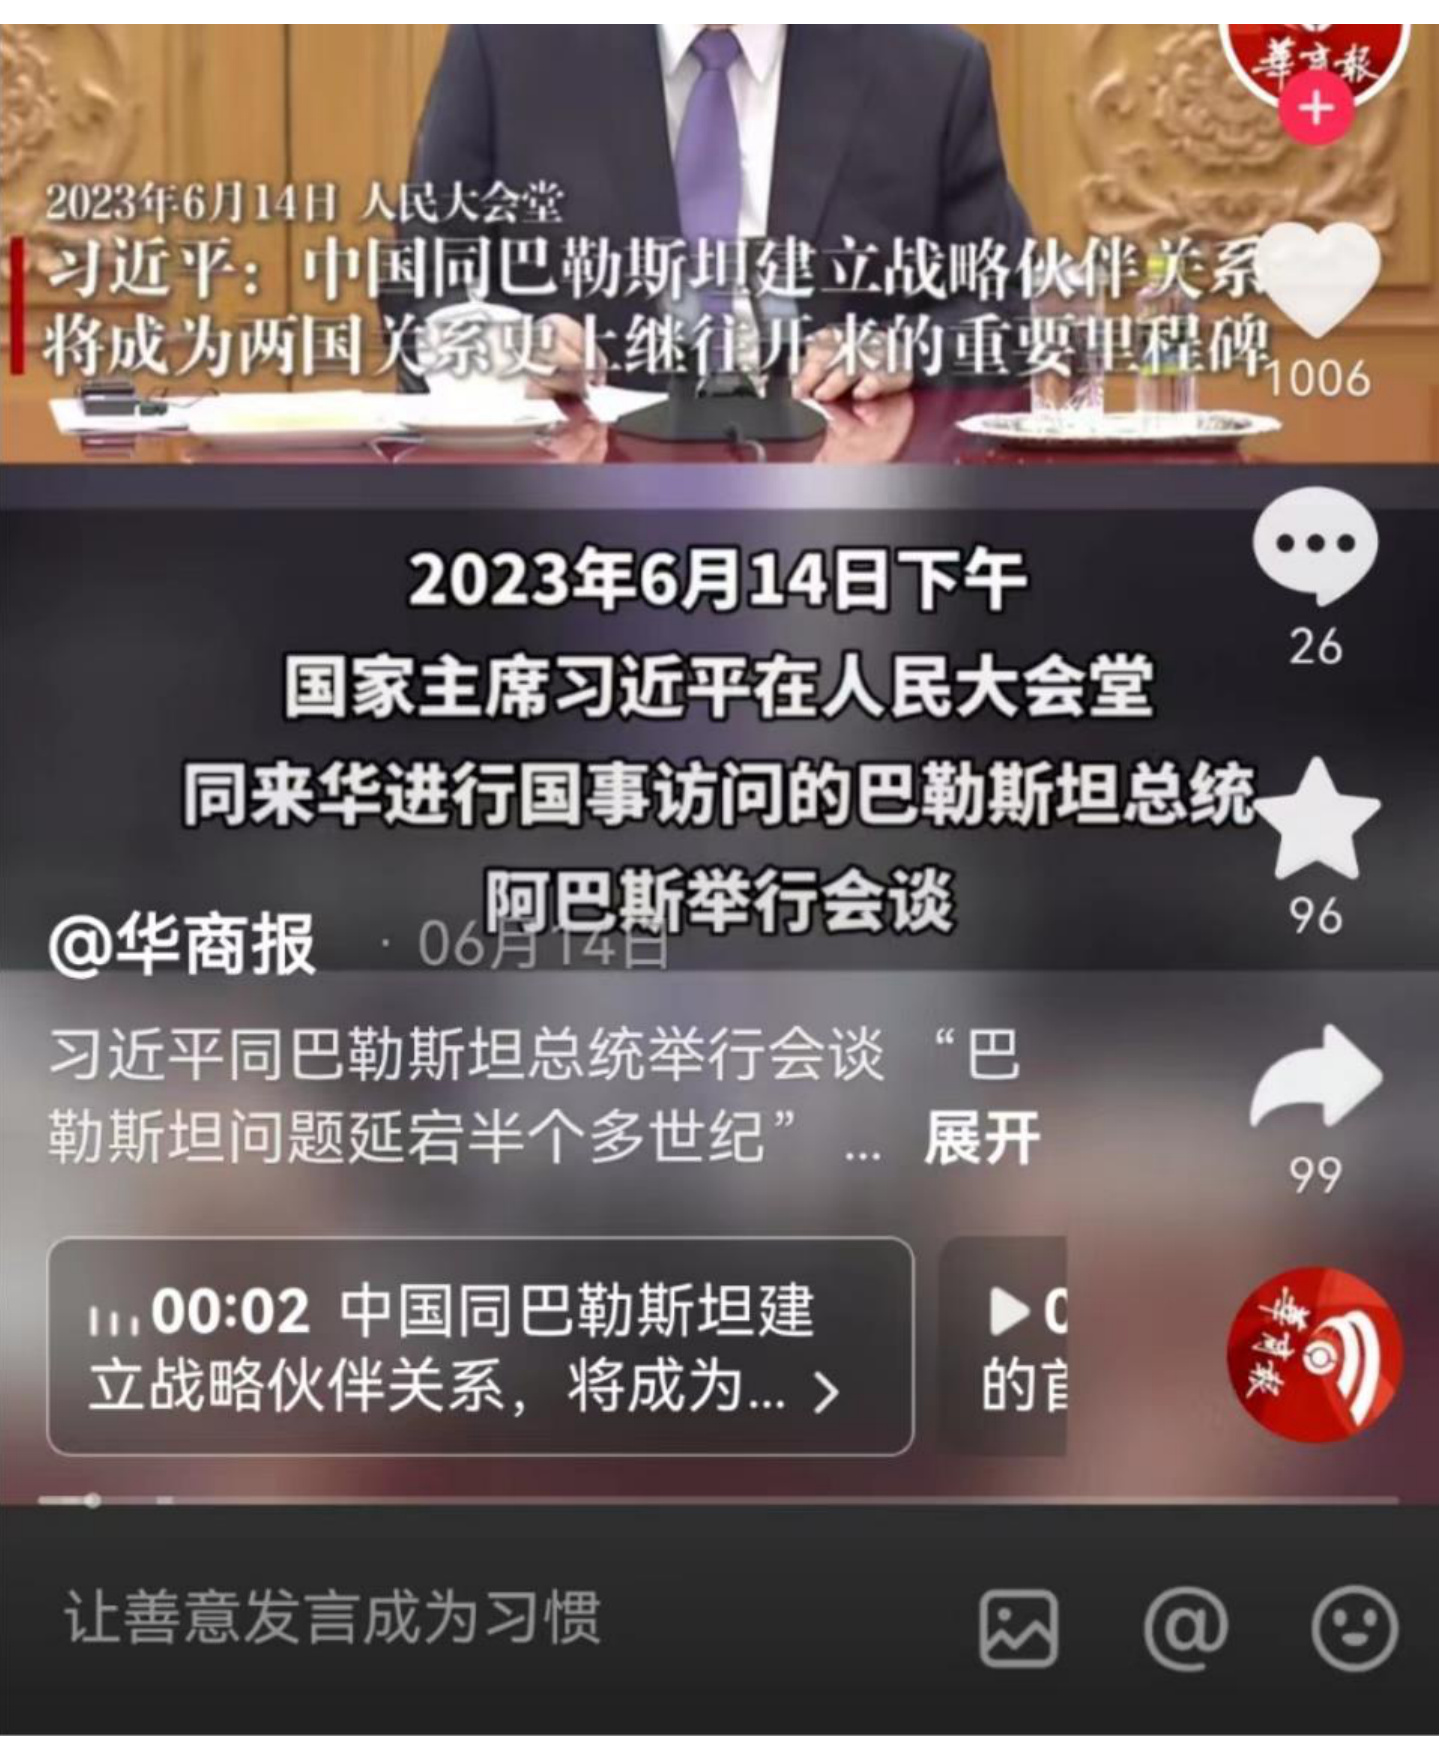 華商報
2023年6月14日 人民大会堂
习近平：中国同巴勒斯坦建立战略伙伴关系
将成为两国关系史上继往开来的重要里程碑
1006
2023年6月14日下午
26
国家主席习近平在人民大会堂
同来华进行国事访问的巴勒斯坦总统
阿巴斯举行会谈
96
@华商报 · 06月14日
习近平同巴勒斯坦总统举行会谈 “巴
勒斯坦问题延宕半个多世纪” ... 展开
99
00:02 中国同巴勒斯坦建
立战略伙伴关系，将成为... >
0
的首
華商報
让善意发言成为习惯